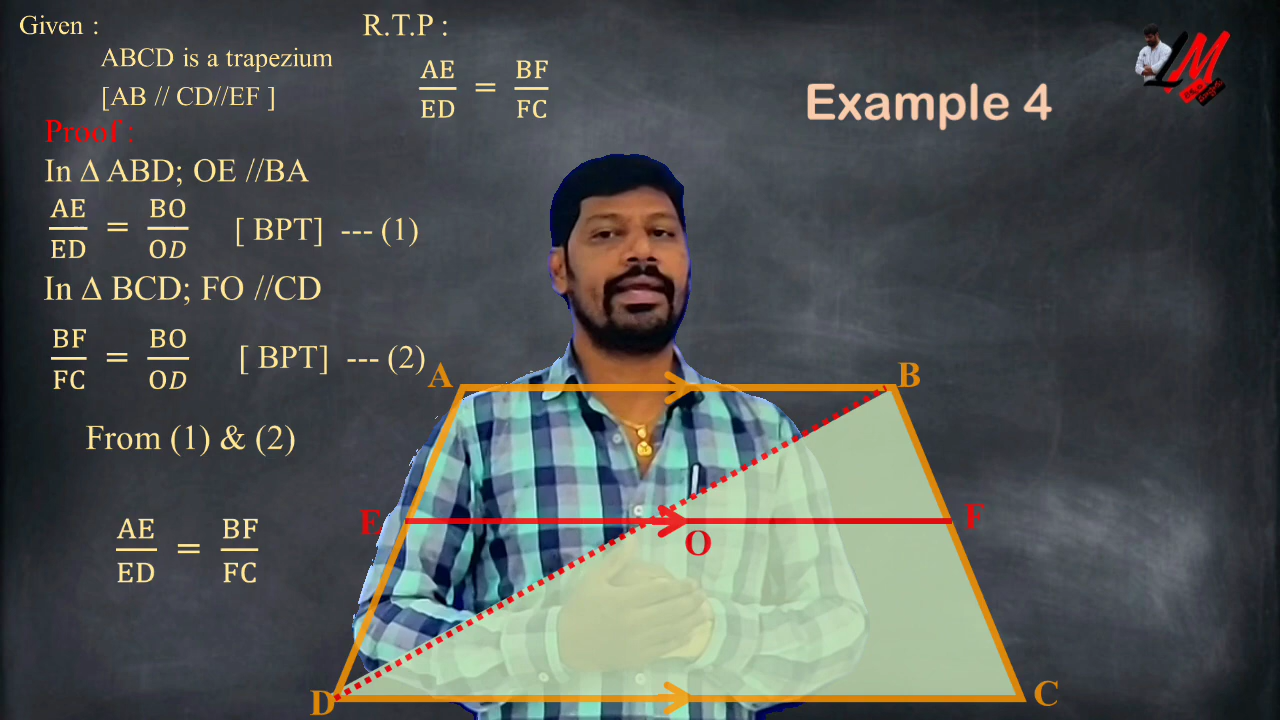 Given :
ABCD is a trapezium
[AB // CD//EF ]
R.T.P :
AE/ED = BF/FC
Example 4
LM
Proof :
In Δ ABD; OE //BA
AE/ED = BO/OD [ BPT] --- (1)
In Δ BCD; FO //CD
BF/FC = BO/OD [ BPT] --- (2)
From (1) & (2)
AE/ED = BF/FC
A
B
E
F
O
D
C